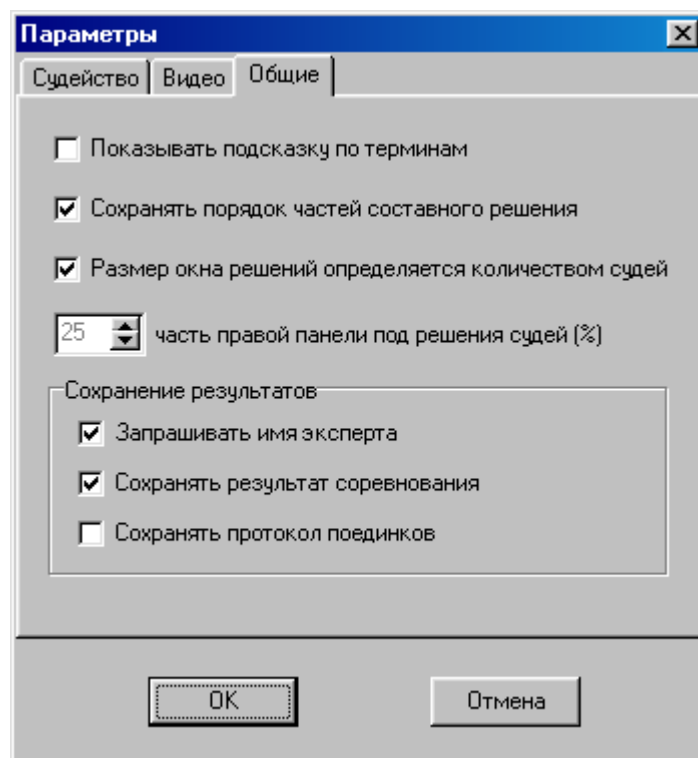 Параметры
Судейство Видео Общие
Показывать подсказку по терминам
Сохранять порядок частей составного решения
Размер окна решений определяется количеством судей
25 часть правой панели под решения судей (%)
Сохранение результатов
Запрашивать имя эксперта
Сохранять результат соревнования
Сохранять протокол поединков
OK Отмена